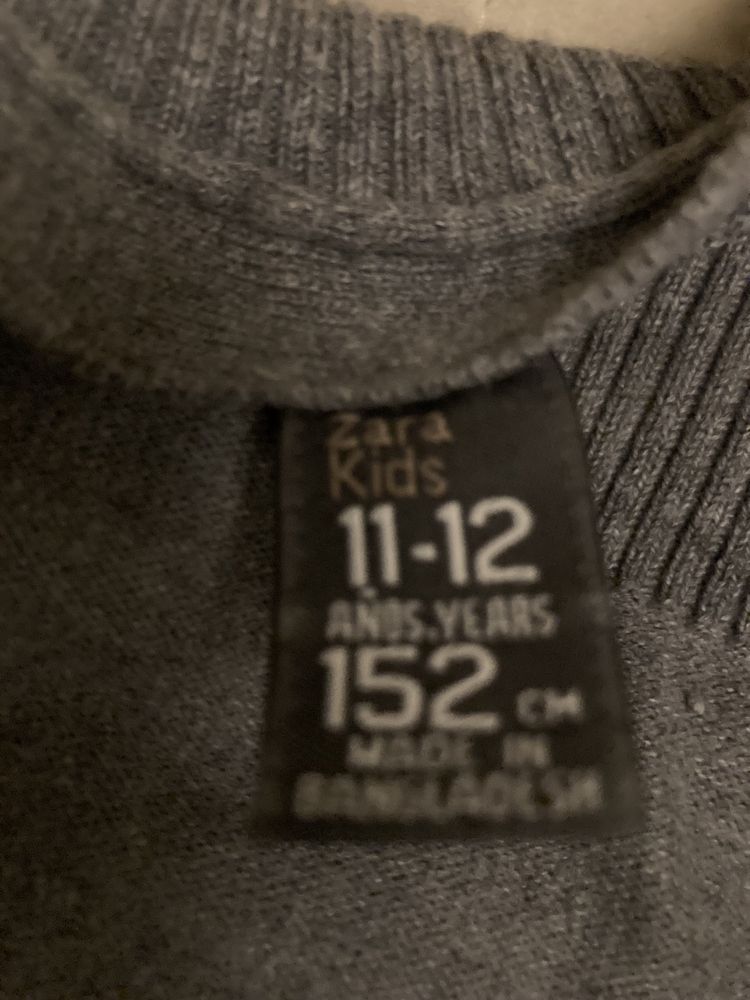 Zara
Kids
11-12
AÑOS.YEARS
152 CM
MADE IN
BANGLADESH